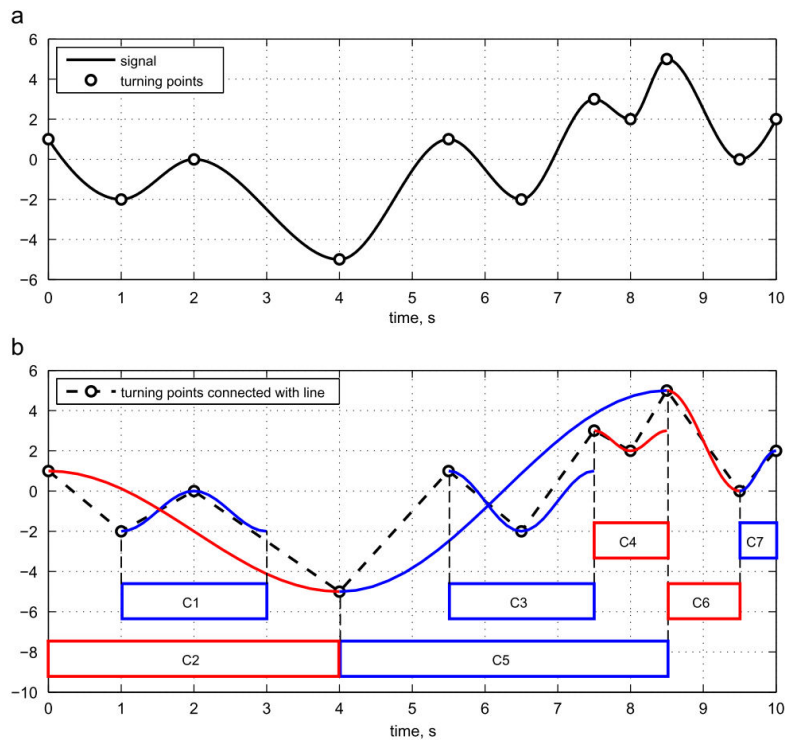 a
6
4
2
0
−2
−4
−6
signal
turning points
0 1 2 3 4 5 6 7 8 9 10
time, s
b
6
4
2
0
−2
−4
−6
−8
−10
turning points connected with line
C4
C7
C1
C3
C6
C2
C5
0 1 2 3 4 5 6 7 8 9 10
time, s